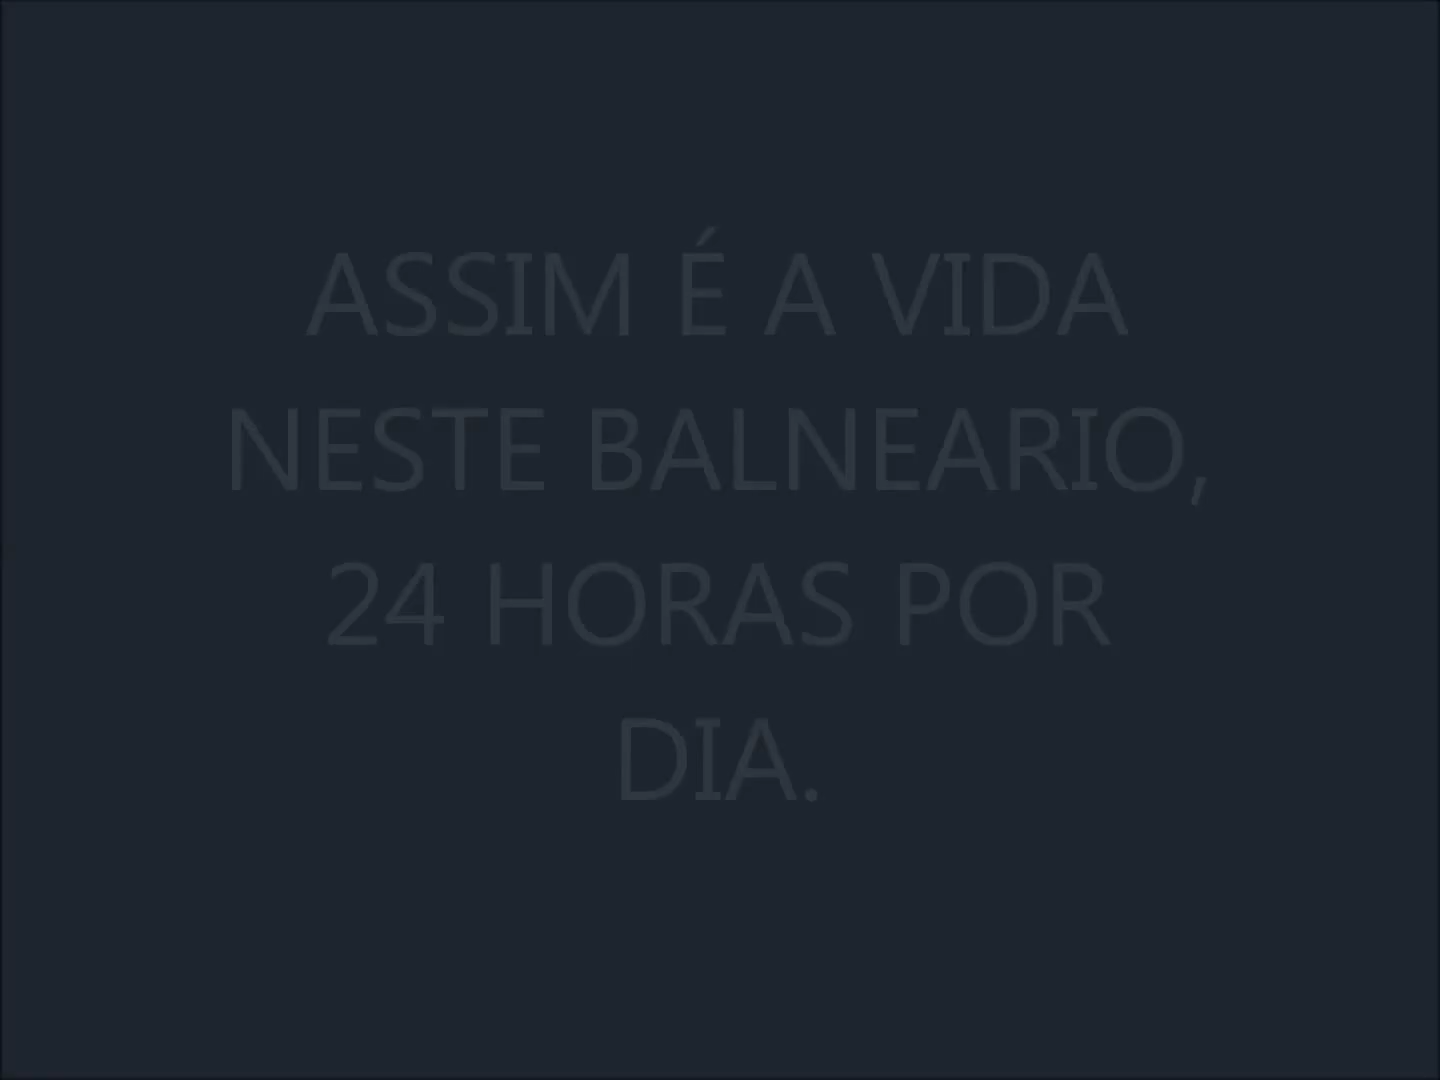 ASSIM É A VIDA
NESTE BALNEARIO,
24 HORAS POR
DIA.